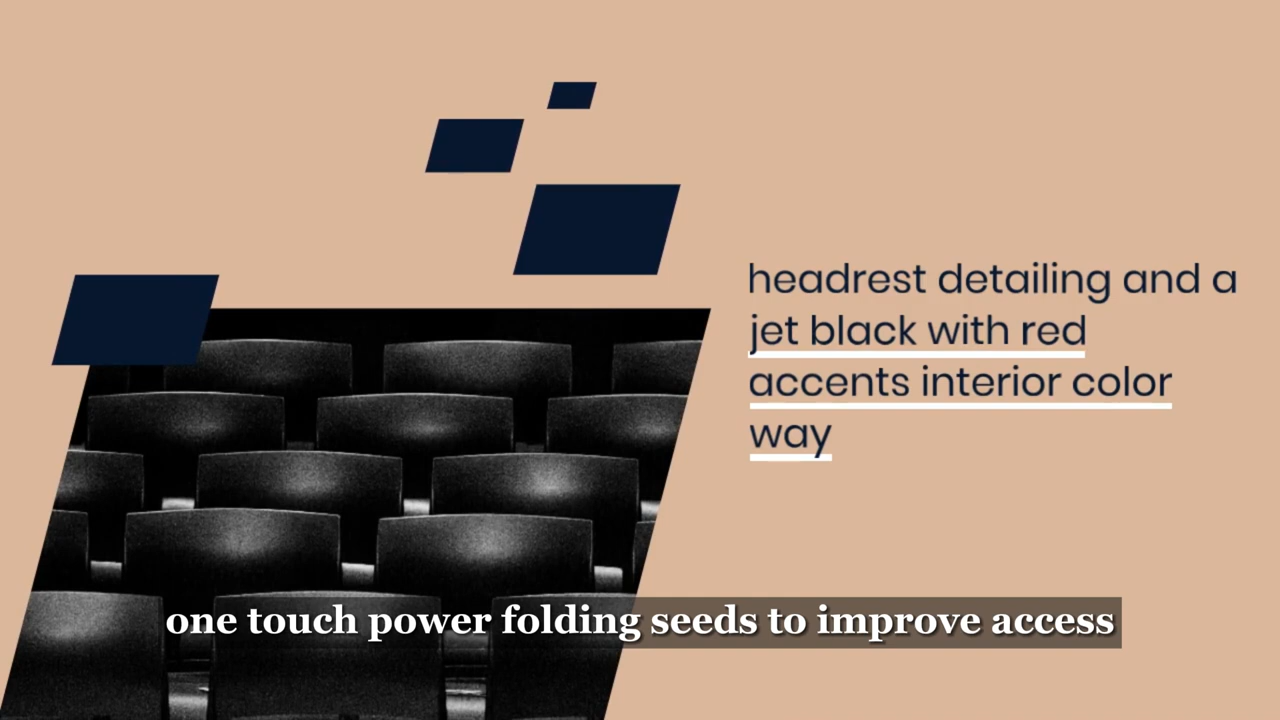 headrest detailing and a
jet black with red
accents interior color
way
one touch power folding seeds to improve access